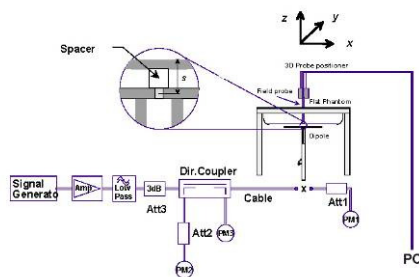 z
y
x
Spacer
s
3D Probe positioner
Field probe
Flat Phantom
Dipole
Dir.Coupler
Signal
Generato
Amp
Low
Pass
3dB
Att3
Cable
x
Att1
PM1
Att2
PM3
PM2
PC